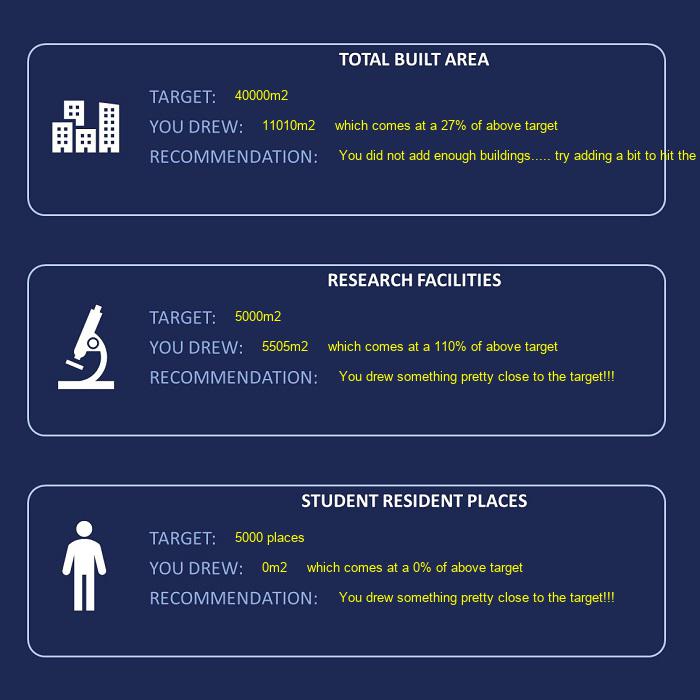 TOTAL BUILT AREA
TARGET: 40000m2
YOU DREW: 11010m2 which comes at a 27% of above target
RECOMMENDATION: You did not add enough buildings..... try adding a bit to hit the
RESEARCH FACILITIES
TARGET: 5000m2
YOU DREW: 5505m2 which comes at a 110% of above target
RECOMMENDATION: You drew something pretty close to the target!!!
STUDENT RESIDENT PLACES
TARGET: 5000 places
YOU DREW: 0m2 which comes at a 0% of above target
RECOMMENDATION: You drew something pretty close to the target!!!